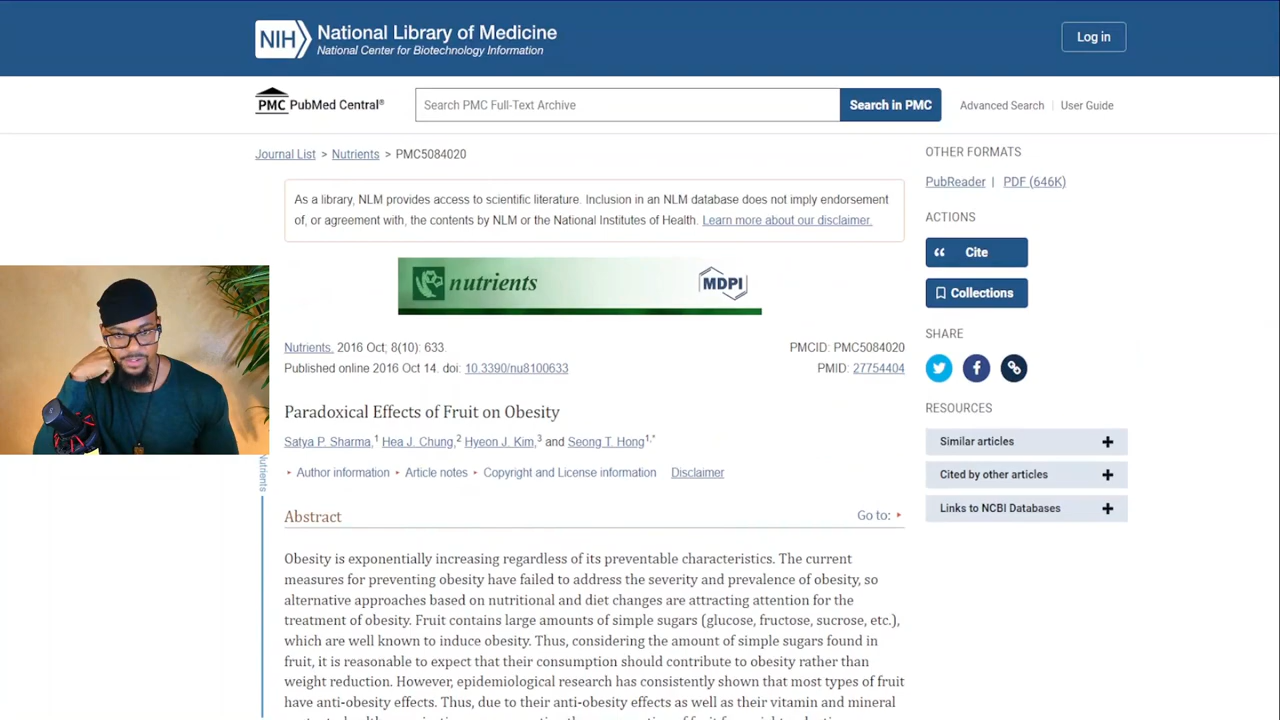 NIH National Library of Medicine
National Center for Biotechnology Information
Log in
PMC PubMed Central®
Search PMC Full-Text Archive
Search in PMC
Advanced Search | User Guide
Journal List > Nutrients > PMC5084020
As a library, NLM provides access to scientific literature. Inclusion in an NLM database does not imply endorsement
of, or agreement with, the contents by NLM or the National Institutes of Health. Learn more about our disclaimer.
nutrients MDPI
Nutrients. 2016 Oct; 8(10): 633. PMCID: PMC5084020
Published online 2016 Oct 14. doi: 10.3390/nu8100633 PMID: 27754404
Paradoxical Effects of Fruit on Obesity
Satya P. Sharma,1 Hea J. Chung,2 Hyeon J. Kim,3 and Seong T. Hong1,*
▸ Author information ▸ Article notes ▸ Copyright and License information Disclaimer
Nutrients
Abstract Go to: ▸
Obesity is exponentially increasing regardless of its preventable characteristics. The current
measures for preventing obesity have failed to address the severity and prevalence of obesity, so
alternative approaches based on nutritional and diet changes are attracting attention for the
treatment of obesity. Fruit contains large amounts of simple sugars (glucose, fructose, sucrose, etc.),
which are well known to induce obesity. Thus, considering the amount of simple sugars found in
fruit, it is reasonable to expect that their consumption should contribute to obesity rather than
weight reduction. However, epidemiological research has consistently shown that most types of fruit
have anti-obesity effects. Thus, due to their anti-obesity effects as well as their vitamin and mineral
OTHER FORMATS
PubReader | PDF (646K)
ACTIONS
Cite
Collections
SHARE
RESOURCES
Similar articles +
Cited by other articles +
Links to NCBI Databases +